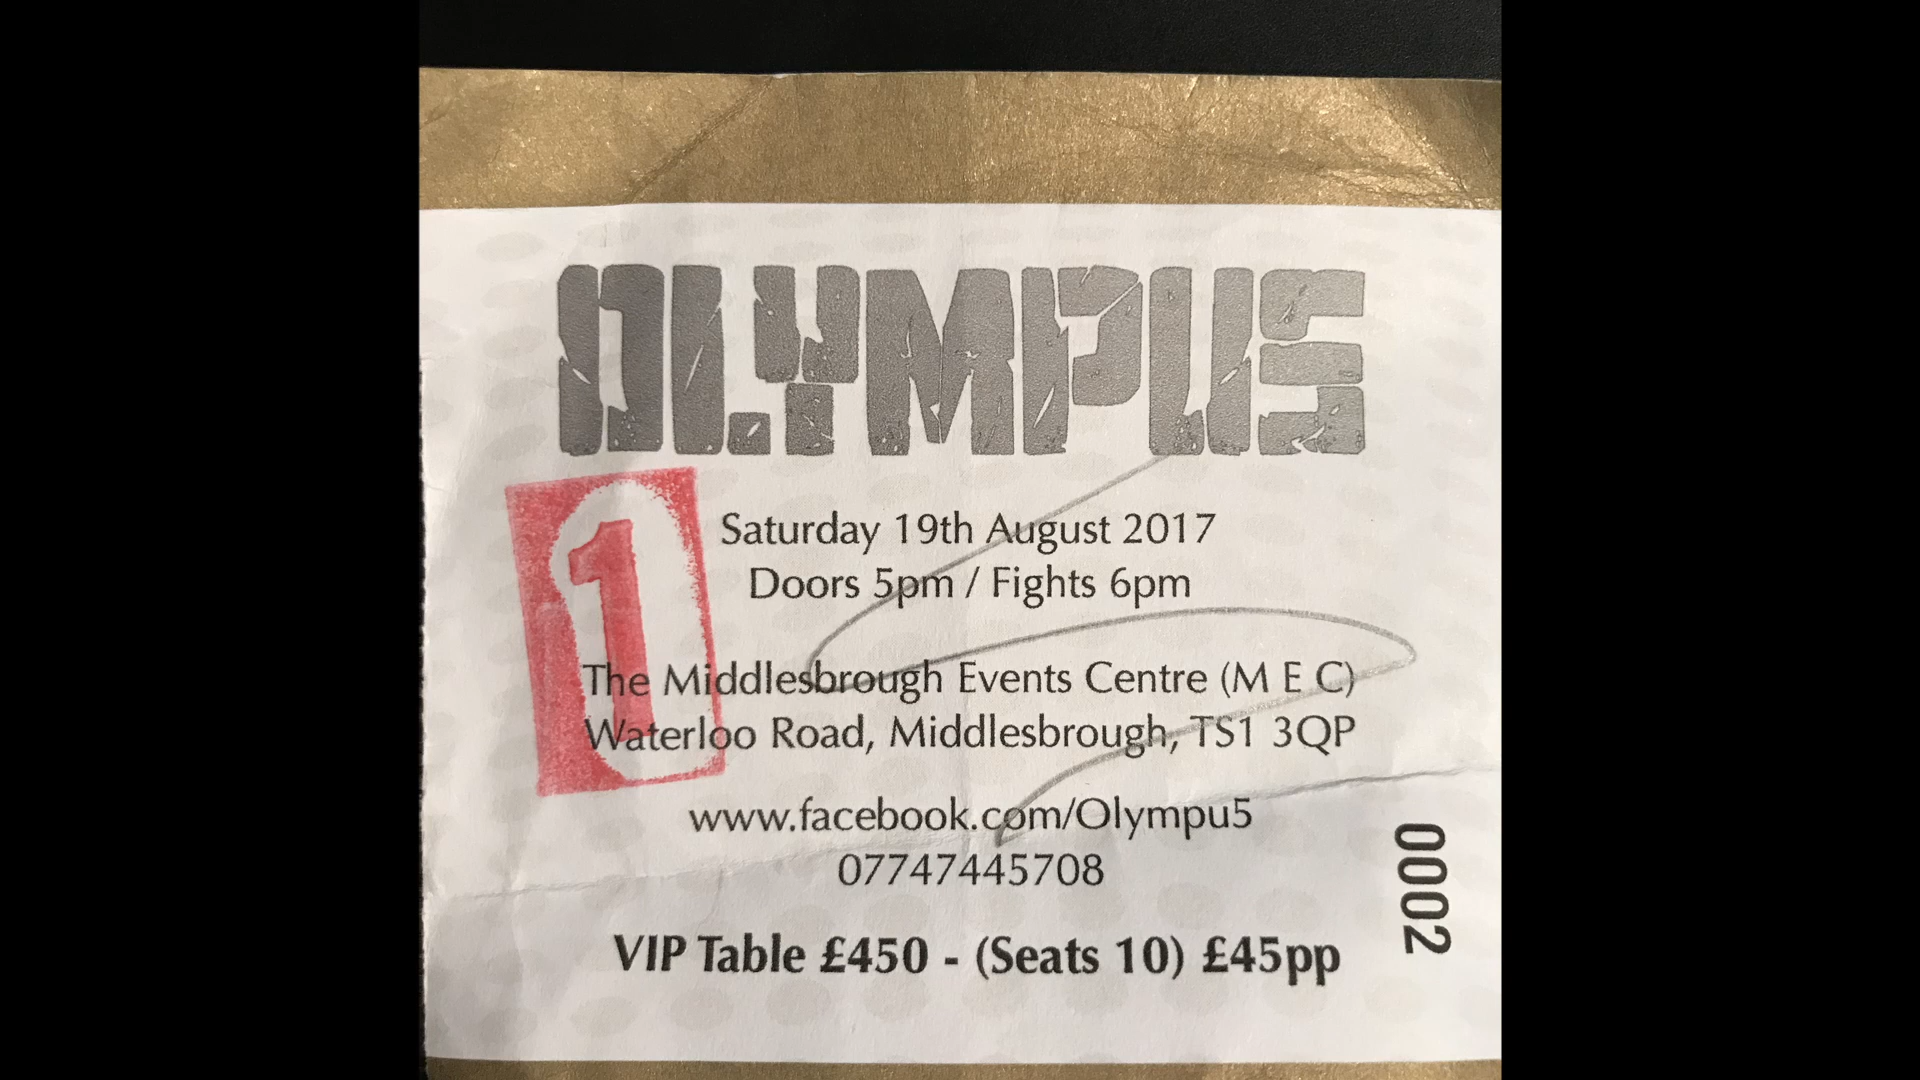 OLYMPUS
1
Saturday 19th August 2017
Doors 5pm / Fights 6pm
The Middlesbrough Events Centre (M E C)
Waterloo Road, Middlesbrough, TS1 3QP
www.facebook.com/Olympu5
07747445708
0002
VIP Table £450 - (Seats 10) £45pp